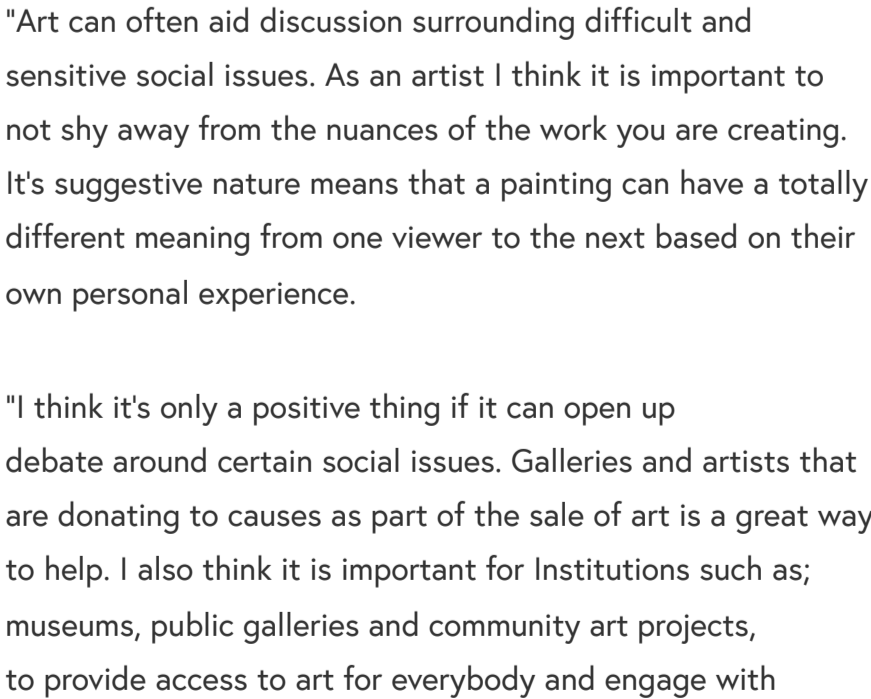 "Art can often aid discussion surrounding difficult and
sensitive social issues. As an artist I think it is important to
not shy away from the nuances of the work you are creating.
It's suggestive nature means that a painting can have a totally
different meaning from one viewer to the next based on their
own personal experience.
"I think it's only a positive thing if it can open up
debate around certain social issues. Galleries and artists that
are donating to causes as part of the sale of art is a great way
to help. I also think it is important for Institutions such as;
museums, public galleries and community art projects,
to provide access to art for everybody and engage with